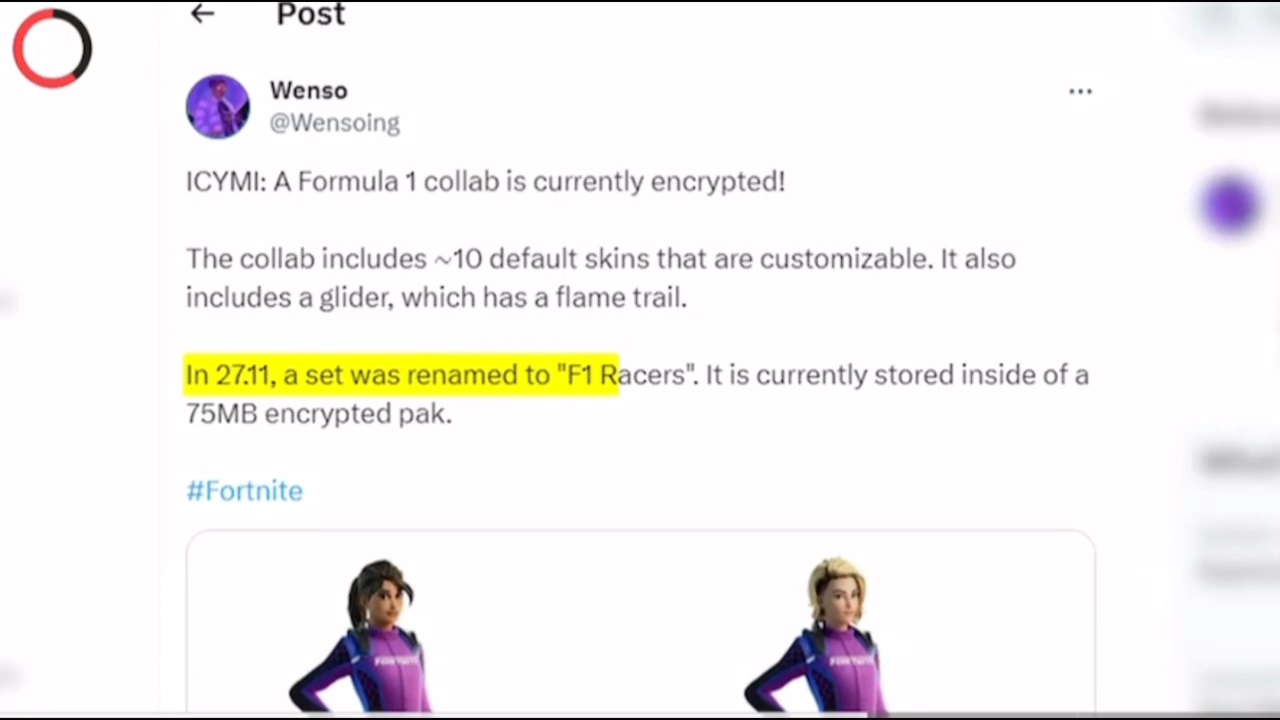 Post
Wenso
@Wensoing
ICYMI: A Formula 1 collab is currently encrypted!
The collab includes ~10 default skins that are customizable. It also
includes a glider, which has a flame trail.
In 27.11, a set was renamed to "F1 Racers". It is currently stored inside of a
75MB encrypted pak.
#Fortnite
FORTNITE
FORTNITE